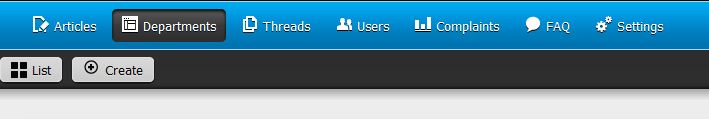 Articles Departments Threads Users Complaints FAQ Settings
List Create